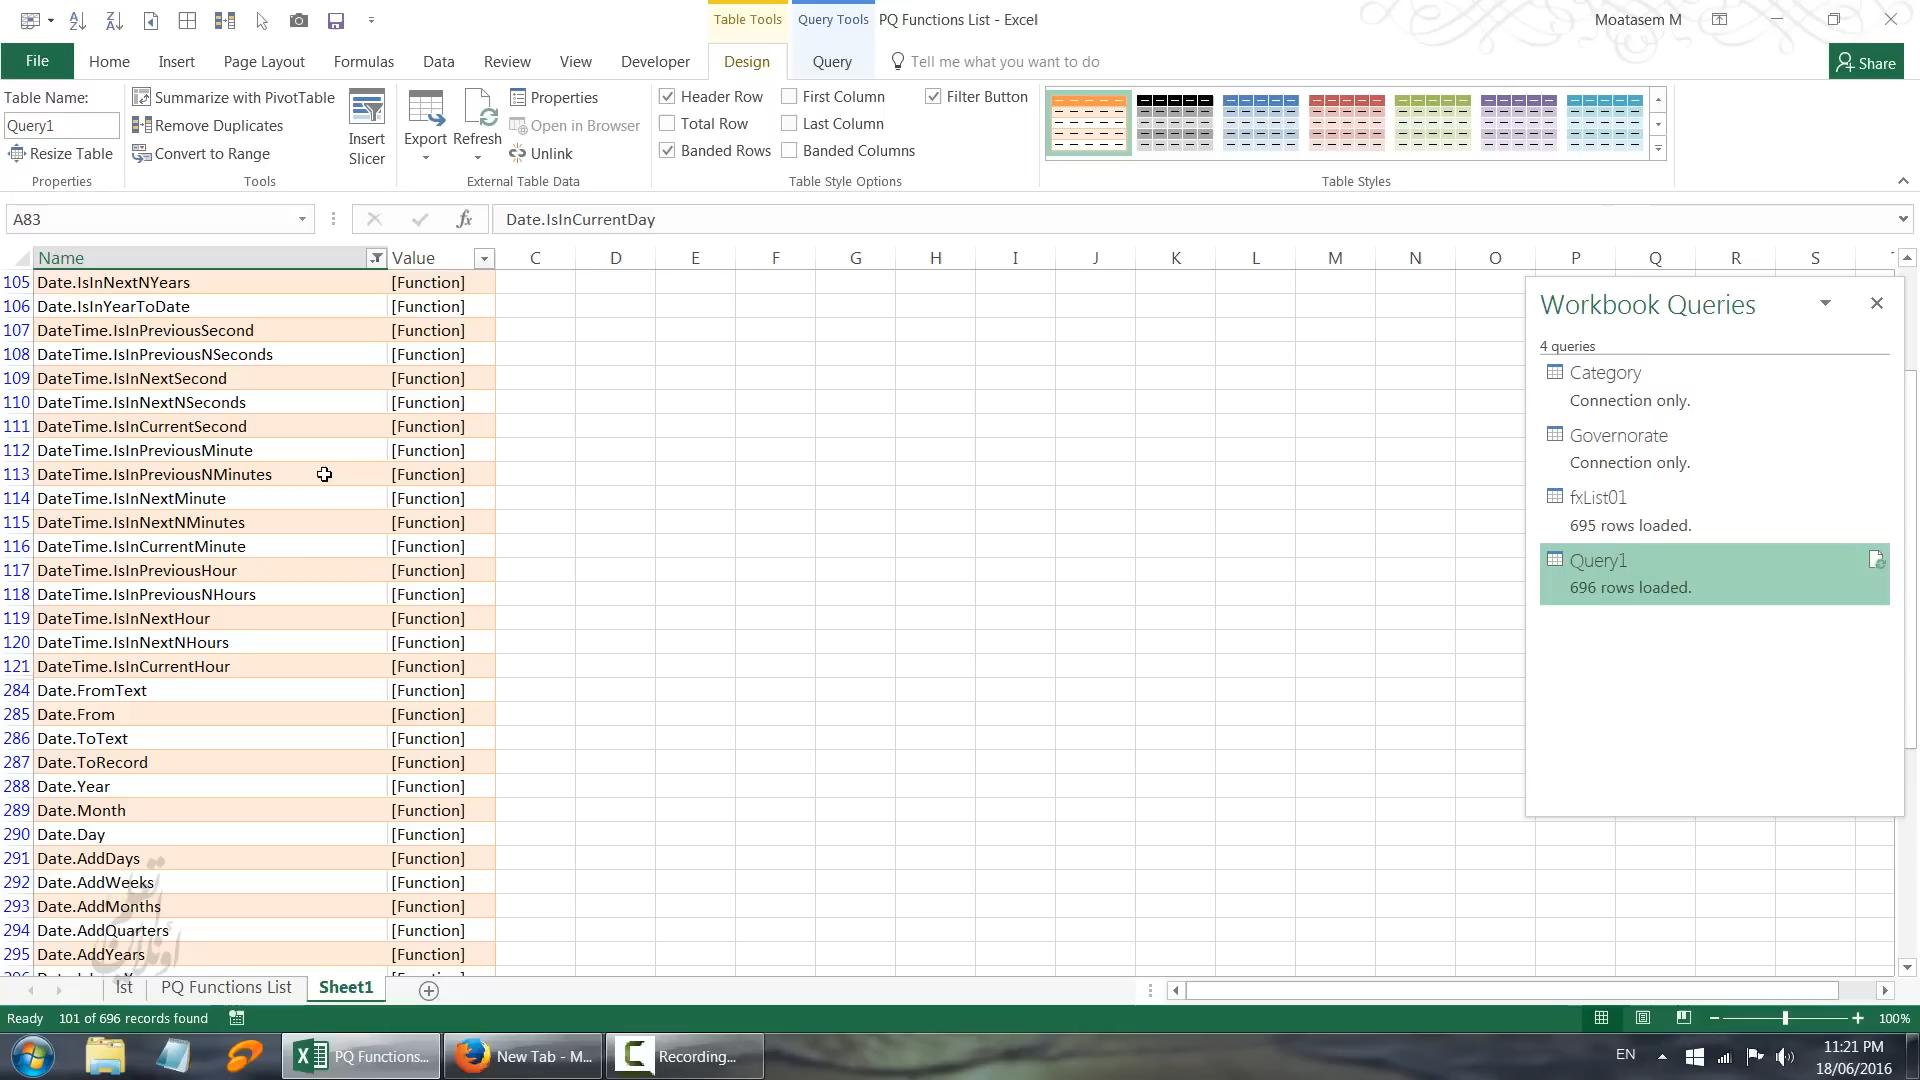 Table Tools
Query Tools
PQ Functions List - Excel
Moatasem M
File
Home
Insert
Page Layout
Formulas
Data
Review
View
Developer
Design
Query
Tell me what you want to do
Share
Table Name:
Query1
Resize Table
Properties
Summarize with PivotTable
Remove Duplicates
Convert to Range
Tools
Insert
Slicer
Export
Refresh
Properties
Open in Browser
Unlink
External Table Data
Header Row
Total Row
Banded Rows
First Column
Last Column
Banded Columns
Filter Button
Table Style Options
Table Styles
A83
fx
Date.IsInCurrentDay
Name Value C D E F G H I J K L M N O P Q R S
105 Date.IsInNextNYears [Function]
106 Date.IsInYearToDate [Function]
107 DateTime.IsInPreviousSecond [Function]
108 DateTime.IsInPreviousNSeconds [Function]
109 DateTime.IsInNextSecond [Function]
110 DateTime.IsInNextNSeconds [Function]
111 DateTime.IsInCurrentSecond [Function]
112 DateTime.IsInPreviousMinute [Function]
113 DateTime.IsInPreviousNMinutes [Function]
114 DateTime.IsInNextMinute [Function]
115 DateTime.IsInNextNMinutes [Function]
116 DateTime.IsInCurrentMinute [Function]
117 DateTime.IsInPreviousHour [Function]
118 DateTime.IsInPreviousNHours [Function]
119 DateTime.IsInNextHour [Function]
120 DateTime.IsInNextNHours [Function]
121 DateTime.IsInCurrentHour [Function]
284 Date.FromText [Function]
285 Date.From [Function]
286 Date.ToText [Function]
287 Date.ToRecord [Function]
288 Date.Year [Function]
289 Date.Month [Function]
290 Date.Day [Function]
291 Date.AddDays [Function]
292 Date.AddWeeks [Function]
293 Date.AddMonths [Function]
294 Date.AddQuarters [Function]
295 Date.AddYears [Function]
Workbook Queries
4 queries
Category
Connection only.
Governorate
Connection only.
fxList01
695 rows loaded.
Query1
696 rows loaded.
PQ Functions List
Sheet1
Ready
101 of 696 records found
100%
PQ Functions...
New Tab - M...
Recording...
EN
11:21 PM
18/06/2016